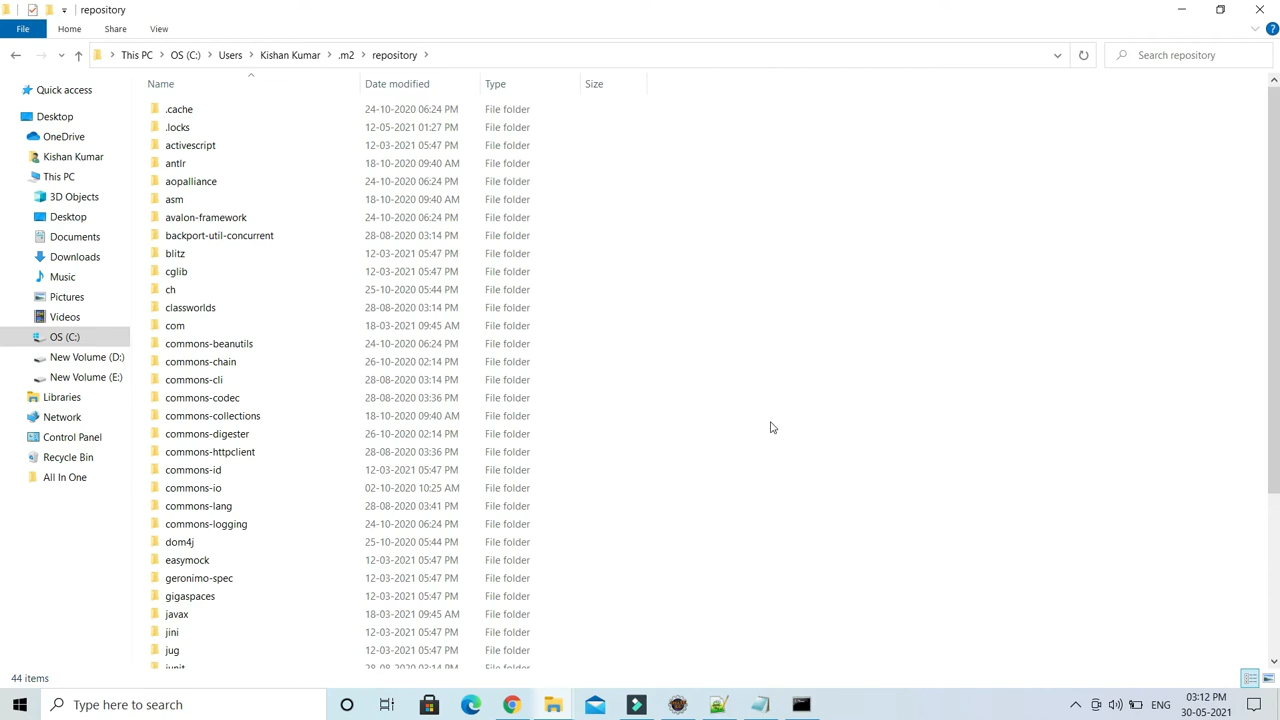 repository
File Home Share View
This PC OS (C:) Users Kishan Kumar .m2 repository Search repository
Name Date modified Type Size
Quick access
Desktop
OneDrive
Kishan Kumar
This PC
3D Objects
Desktop
Documents
Downloads
Music
Pictures
Videos
OS (C:)
New Volume (D:)
New Volume (E:)
Libraries
Network
Control Panel
Recycle Bin
All In One
.cache 24-10-2020 06:24 PM File folder
.locks 12-05-2021 01:27 PM File folder
activescript 12-03-2021 05:47 PM File folder
antlr 18-10-2020 09:40 AM File folder
aopalliance 24-10-2020 06:24 PM File folder
asm 18-10-2020 09:40 AM File folder
avalon-framework 24-10-2020 06:24 PM File folder
backport-util-concurrent 28-08-2020 03:14 PM File folder
blitz 12-03-2021 05:47 PM File folder
cglib 12-03-2021 05:47 PM File folder
ch 25-10-2020 05:44 PM File folder
classworlds 28-08-2020 03:14 PM File folder
com 18-03-2021 09:45 AM File folder
commons-beanutils 24-10-2020 06:24 PM File folder
commons-chain 26-10-2020 02:14 PM File folder
commons-cli 28-08-2020 03:14 PM File folder
commons-codec 28-08-2020 03:36 PM File folder
commons-collections 18-10-2020 09:40 AM File folder
commons-digester 26-10-2020 02:14 PM File folder
commons-httpclient 28-08-2020 03:36 PM File folder
commons-id 12-03-2021 05:47 PM File folder
commons-io 02-10-2020 10:25 AM File folder
commons-lang 28-08-2020 03:41 PM File folder
commons-logging 24-10-2020 06:24 PM File folder
dom4j 25-10-2020 05:44 PM File folder
easymock 12-03-2021 05:47 PM File folder
geronimo-spec 12-03-2021 05:47 PM File folder
gigaspaces 12-03-2021 05:47 PM File folder
javax 18-03-2021 09:45 AM File folder
jini 12-03-2021 05:47 PM File folder
jug 12-03-2021 05:47 PM File folder
junit 28-08-2020 03:14 PM File folder
44 items
Type here to search
ENG
03:12 PM
30-05-2021